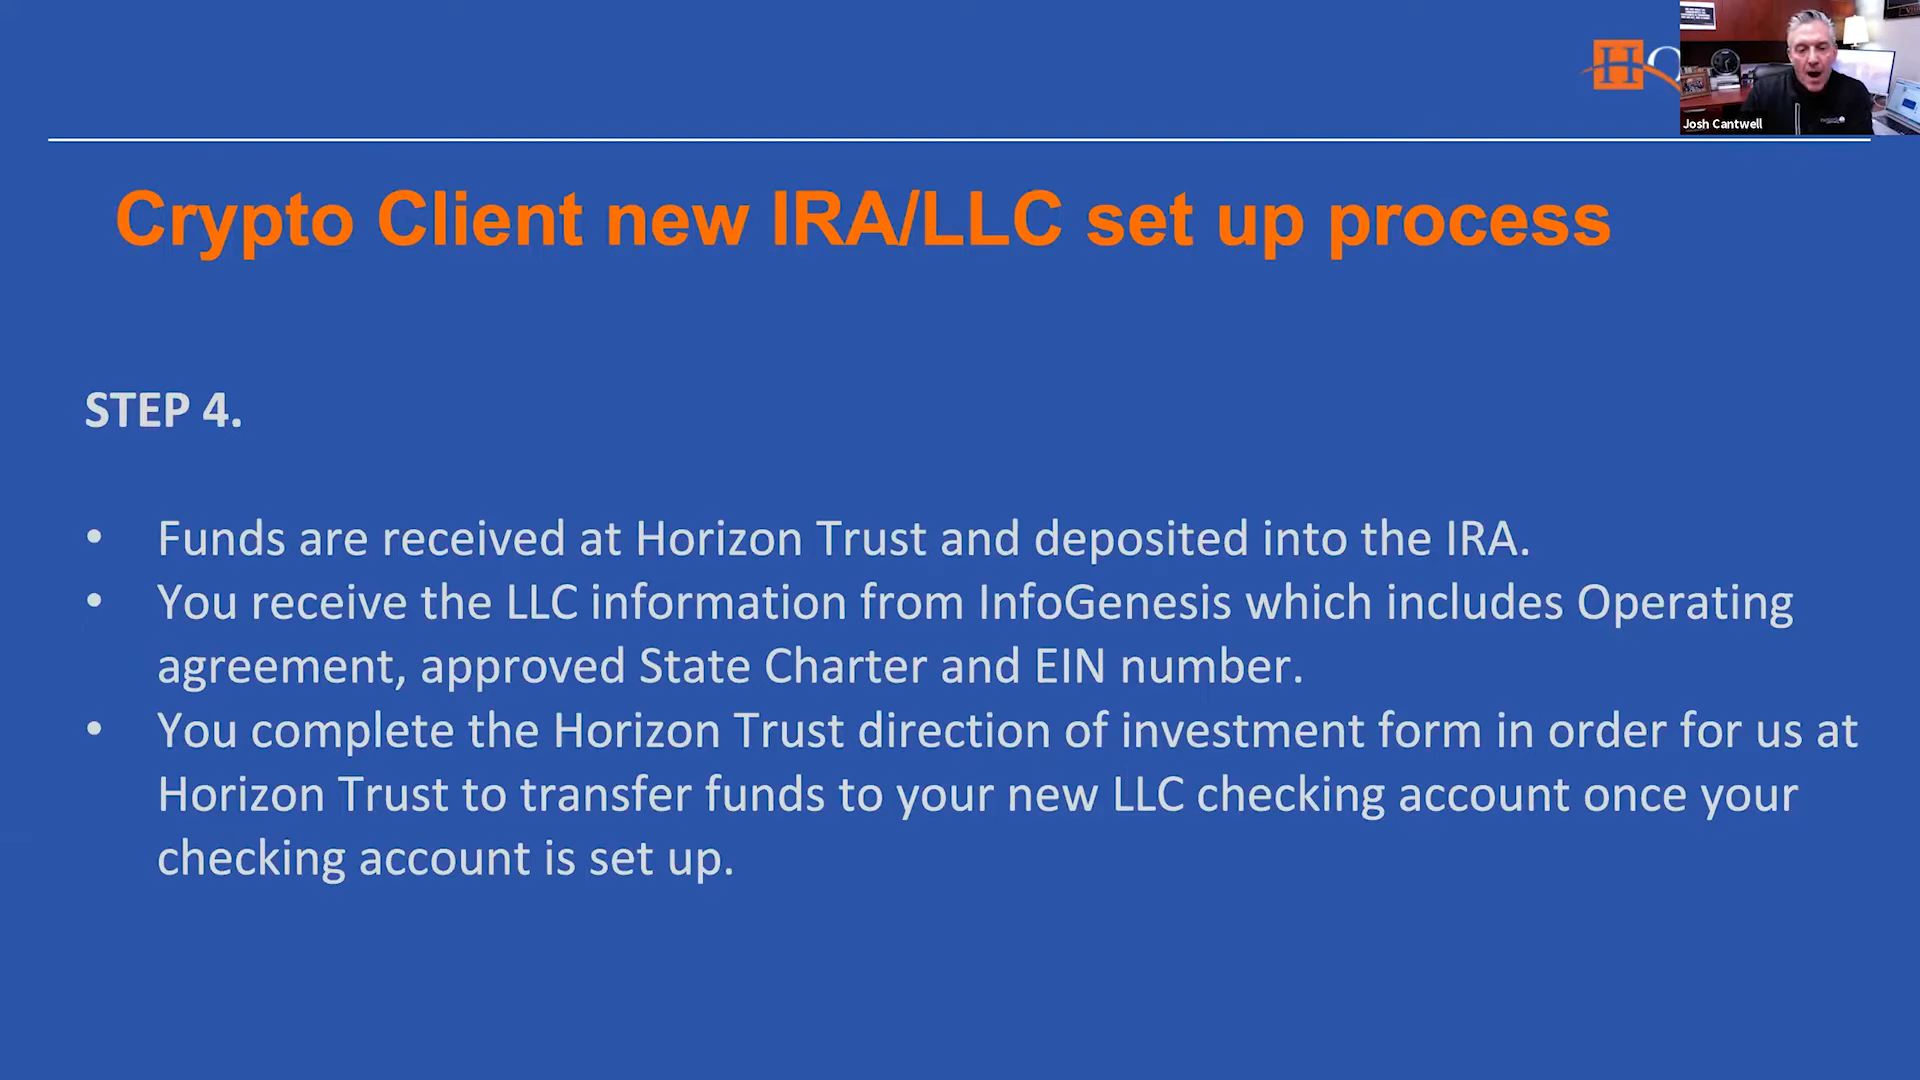 HO
Josh Cantwell
Crypto Client new IRA/LLC set up process
STEP 4.
• Funds are received at Horizon Trust and deposited into the IRA.
• You receive the LLC information from InfoGenesis which includes Operating
agreement, approved State Charter and EIN number.
• You complete the Horizon Trust direction of investment form in order for us at
Horizon Trust to transfer funds to your new LLC checking account once your
checking account is set up.